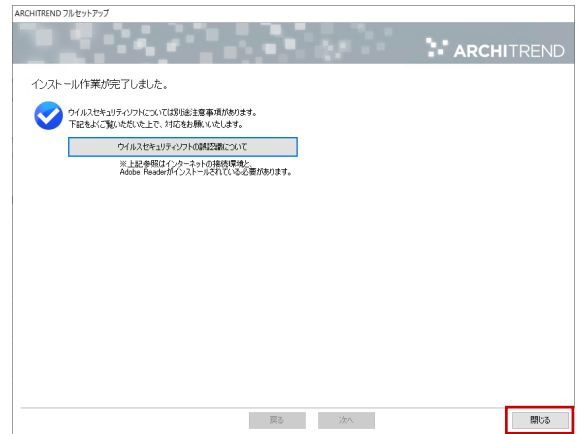 ARCHITREND フルセットアップ
ARCHITREND
インストール作業が完了しました。
ウイルスセキュリティソフトについては別途注意事項があります。
下記をよくご覧いただいた上で、対応をお願いいたします。
ウイルスセキュリティソフトの誤認識について
※上記参照はインターネットの接続環境と、
Adobe Readerがインストールされている必要があります。
戻る
次へ
閉じる